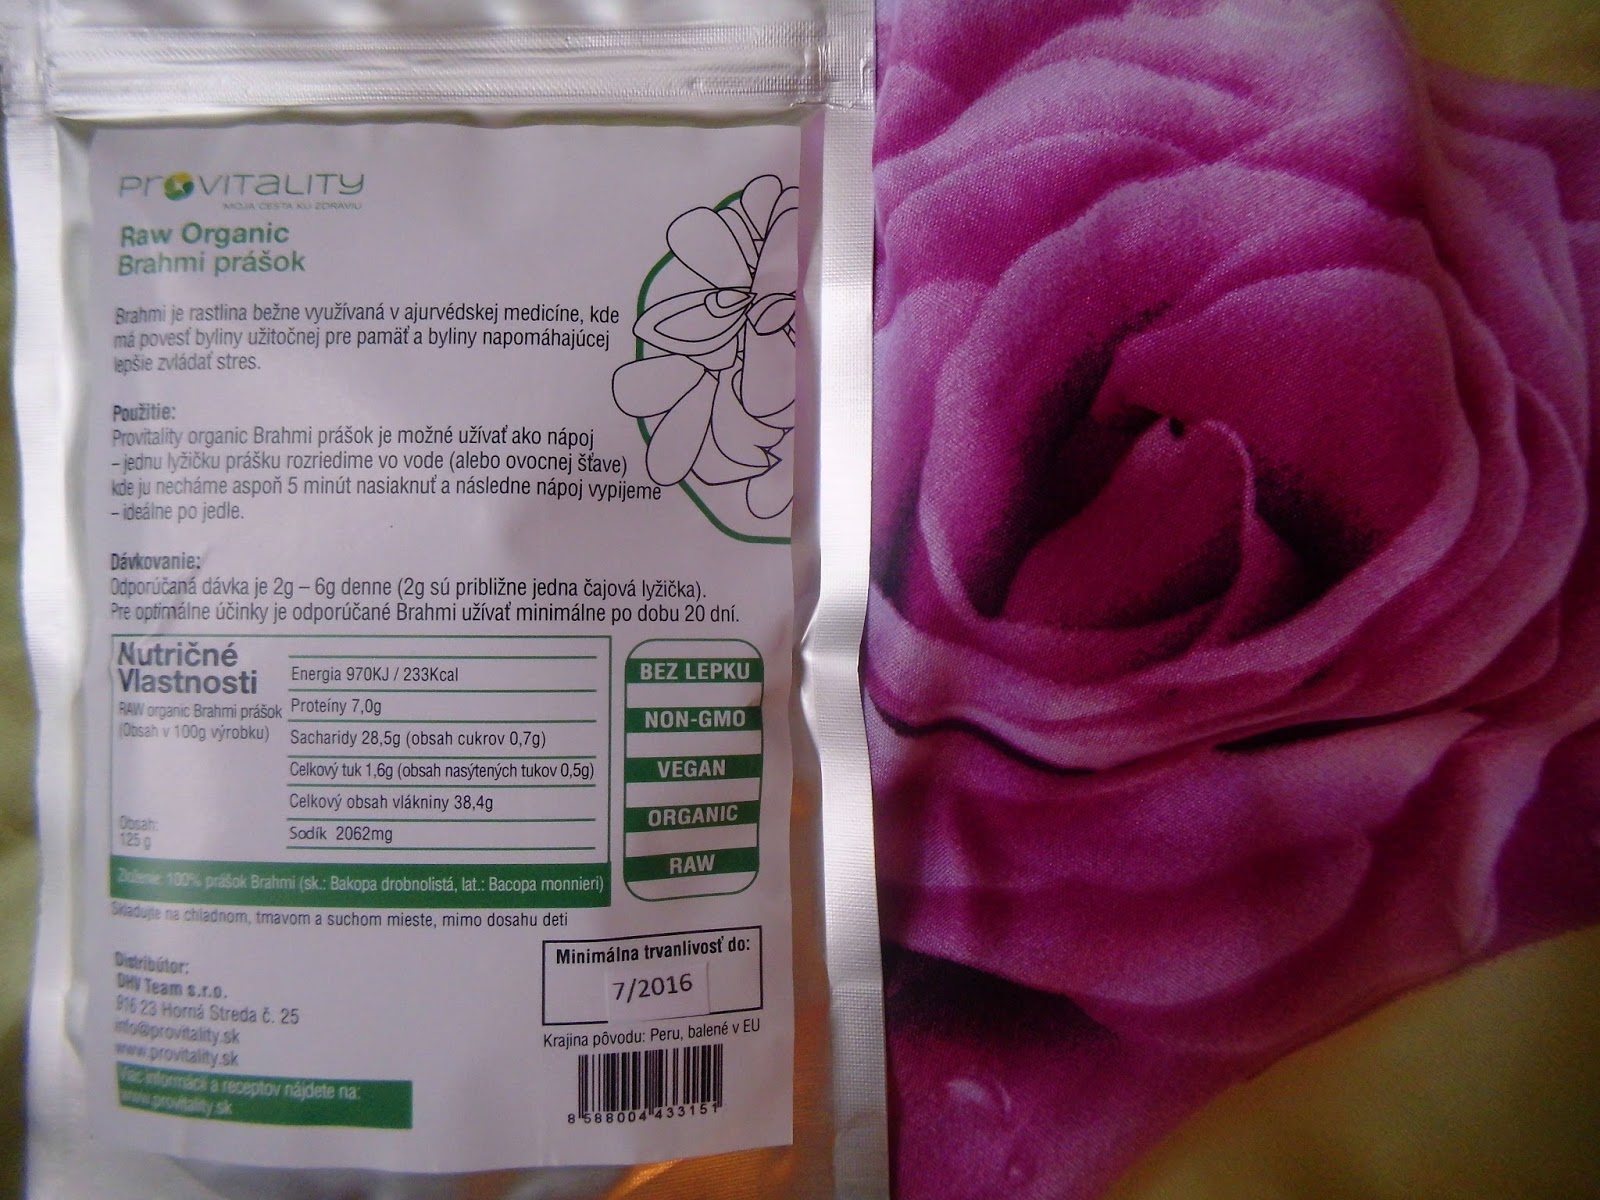 PROVITALITY
MOJA CESTA KU ZDRAVIU
Raw Organic
Brahmi prášok
Brahmi je rastlina bežne využívaná v ajurvédskej medicíne, kde
má povesť byliny užitočnej pre pamäť a byliny napomáhajúcej
lepšie zvládať stres.
Použitie:
Provitality organic Brahmi prášok je možné užívať ako nápoj
– jednu lyžičku prášku rozriedime vo vode (alebo ovocnej šťave)
kde ju necháme aspoň 5 minút nasiaknuť a následne nápoj vypijeme
– ideálne po jedle.
Dávkovanie:
Odporúčaná dávka je 2g – 6g denne (2g sú približne jedna čajová lyžička).
Pre optimálne účinky je odporúčané Brahmi užívať minimálne po dobu 20 dní.
Nutričné
Vlastnosti
RAW organic Brahmi prášok
(Obsah v 100g výrobku)
Obsah:
125 g
Energia 970KJ / 233Kcal
Proteíny 7,0g
Sacharidy 28,5g (obsah cukrov 0,7g)
Celkový tuk 1,6g (obsah nasýtených tukov 0,5g)
Celkový obsah vlákniny 38,4g
Sodík 2062mg
BEZ LEPKU
NON-GMO
VEGAN
ORGANIC
RAW
Zloženie: 100% prášok Brahmi (sk.: Bakopa drobnolistá, lat.: Bacopa monnieri)
Skladujte na chladnom, tmavom a suchom mieste, mimo dosahu detí
Distribútor:
DHV Team s.r.o.
916 23 Horná Streda č. 25
info@provitality.sk
www.provitality.sk
Viac informácií a receptov nájdete na:
www.provitality.sk
Minimálna trvanlivosť do:
7/2016
Krajina pôvodu: Peru, balené v EU
8 588004 433151